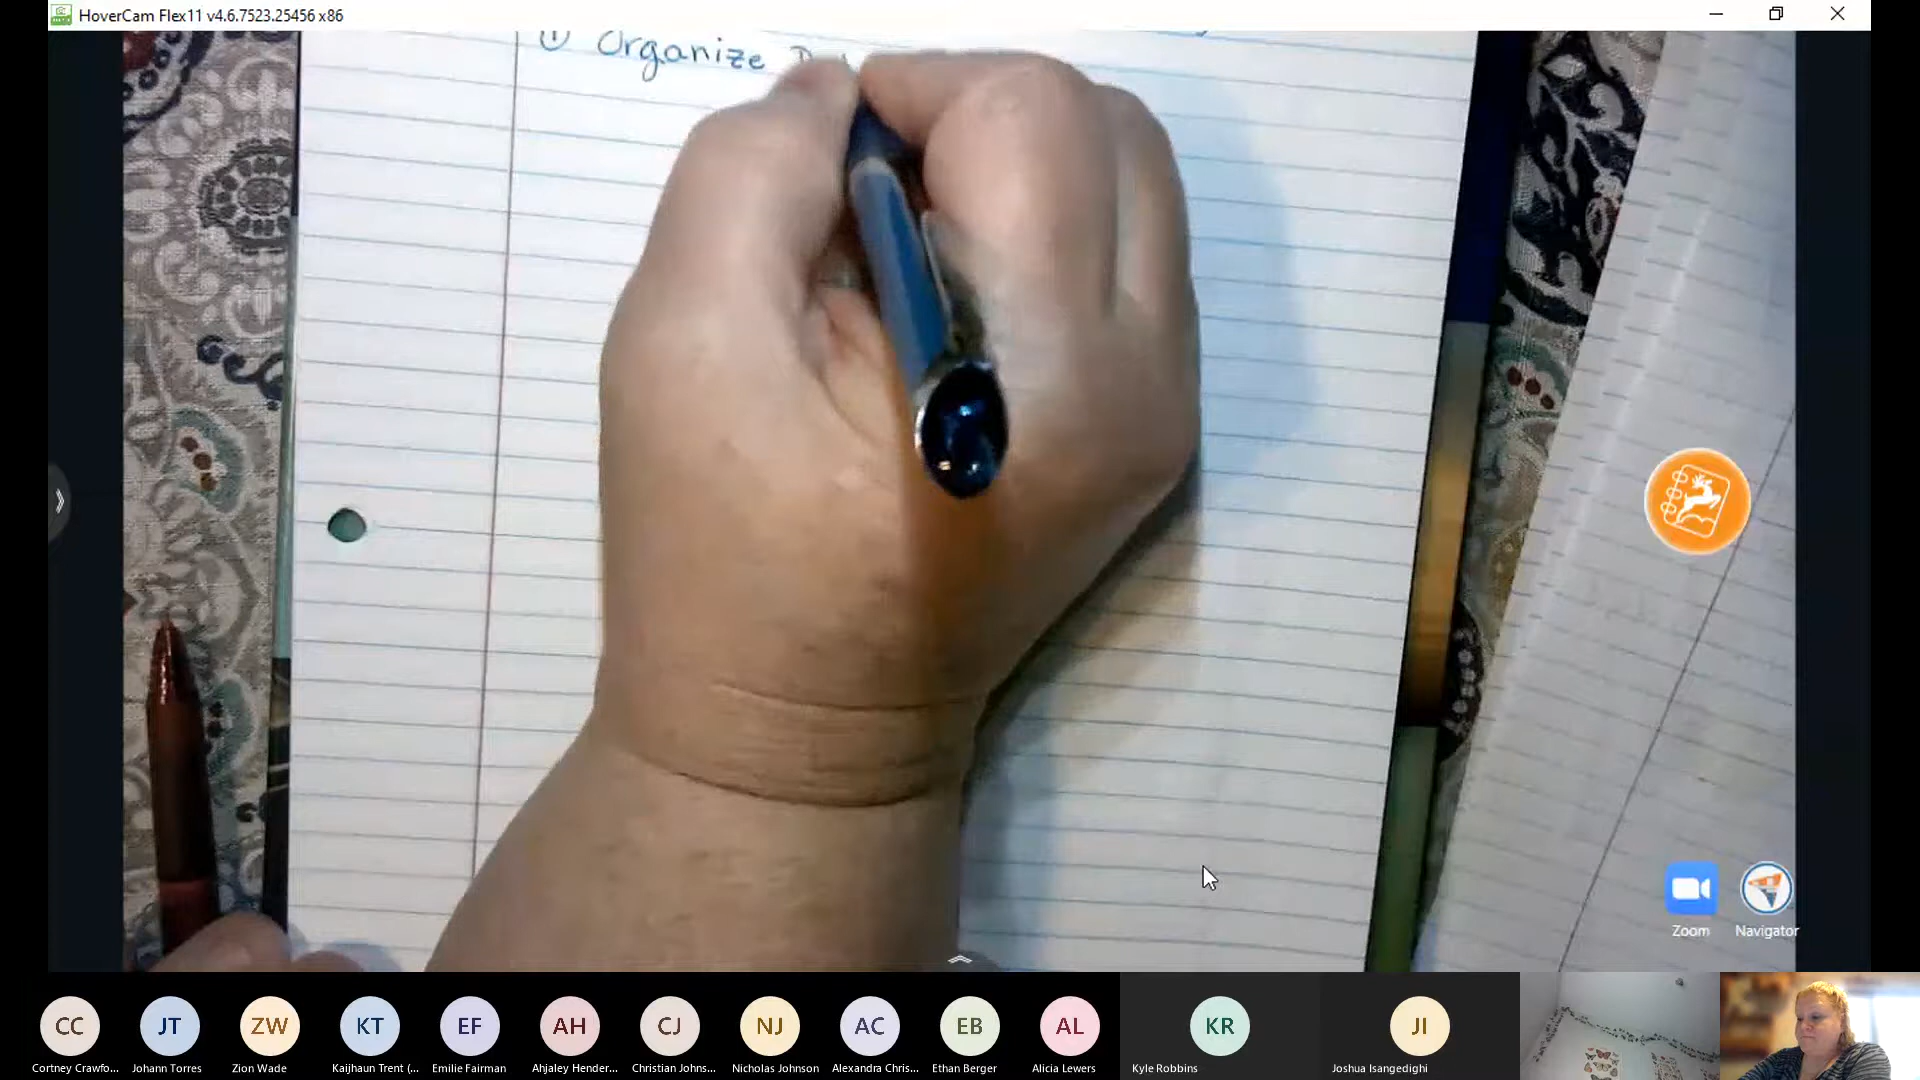 HoverCam Flex11 v4.6.7523.25456 x86
① Organize
Zoom
Navigator
CC
JT
ZW
KT
EF
AH
CJ
NJ
AC
EB
AL
KR
JI
Cortney Crawfo...
Johann Torres
Zion Wade
Kaijhaun Trent (...
Emilie Fairman
Ahjaley Hender...
Christian Johns...
Nicholas Johnson
Alexandra Chris...
Ethan Berger
Alicia Lewers
Kyle Robbins
Joshua Isangedighi